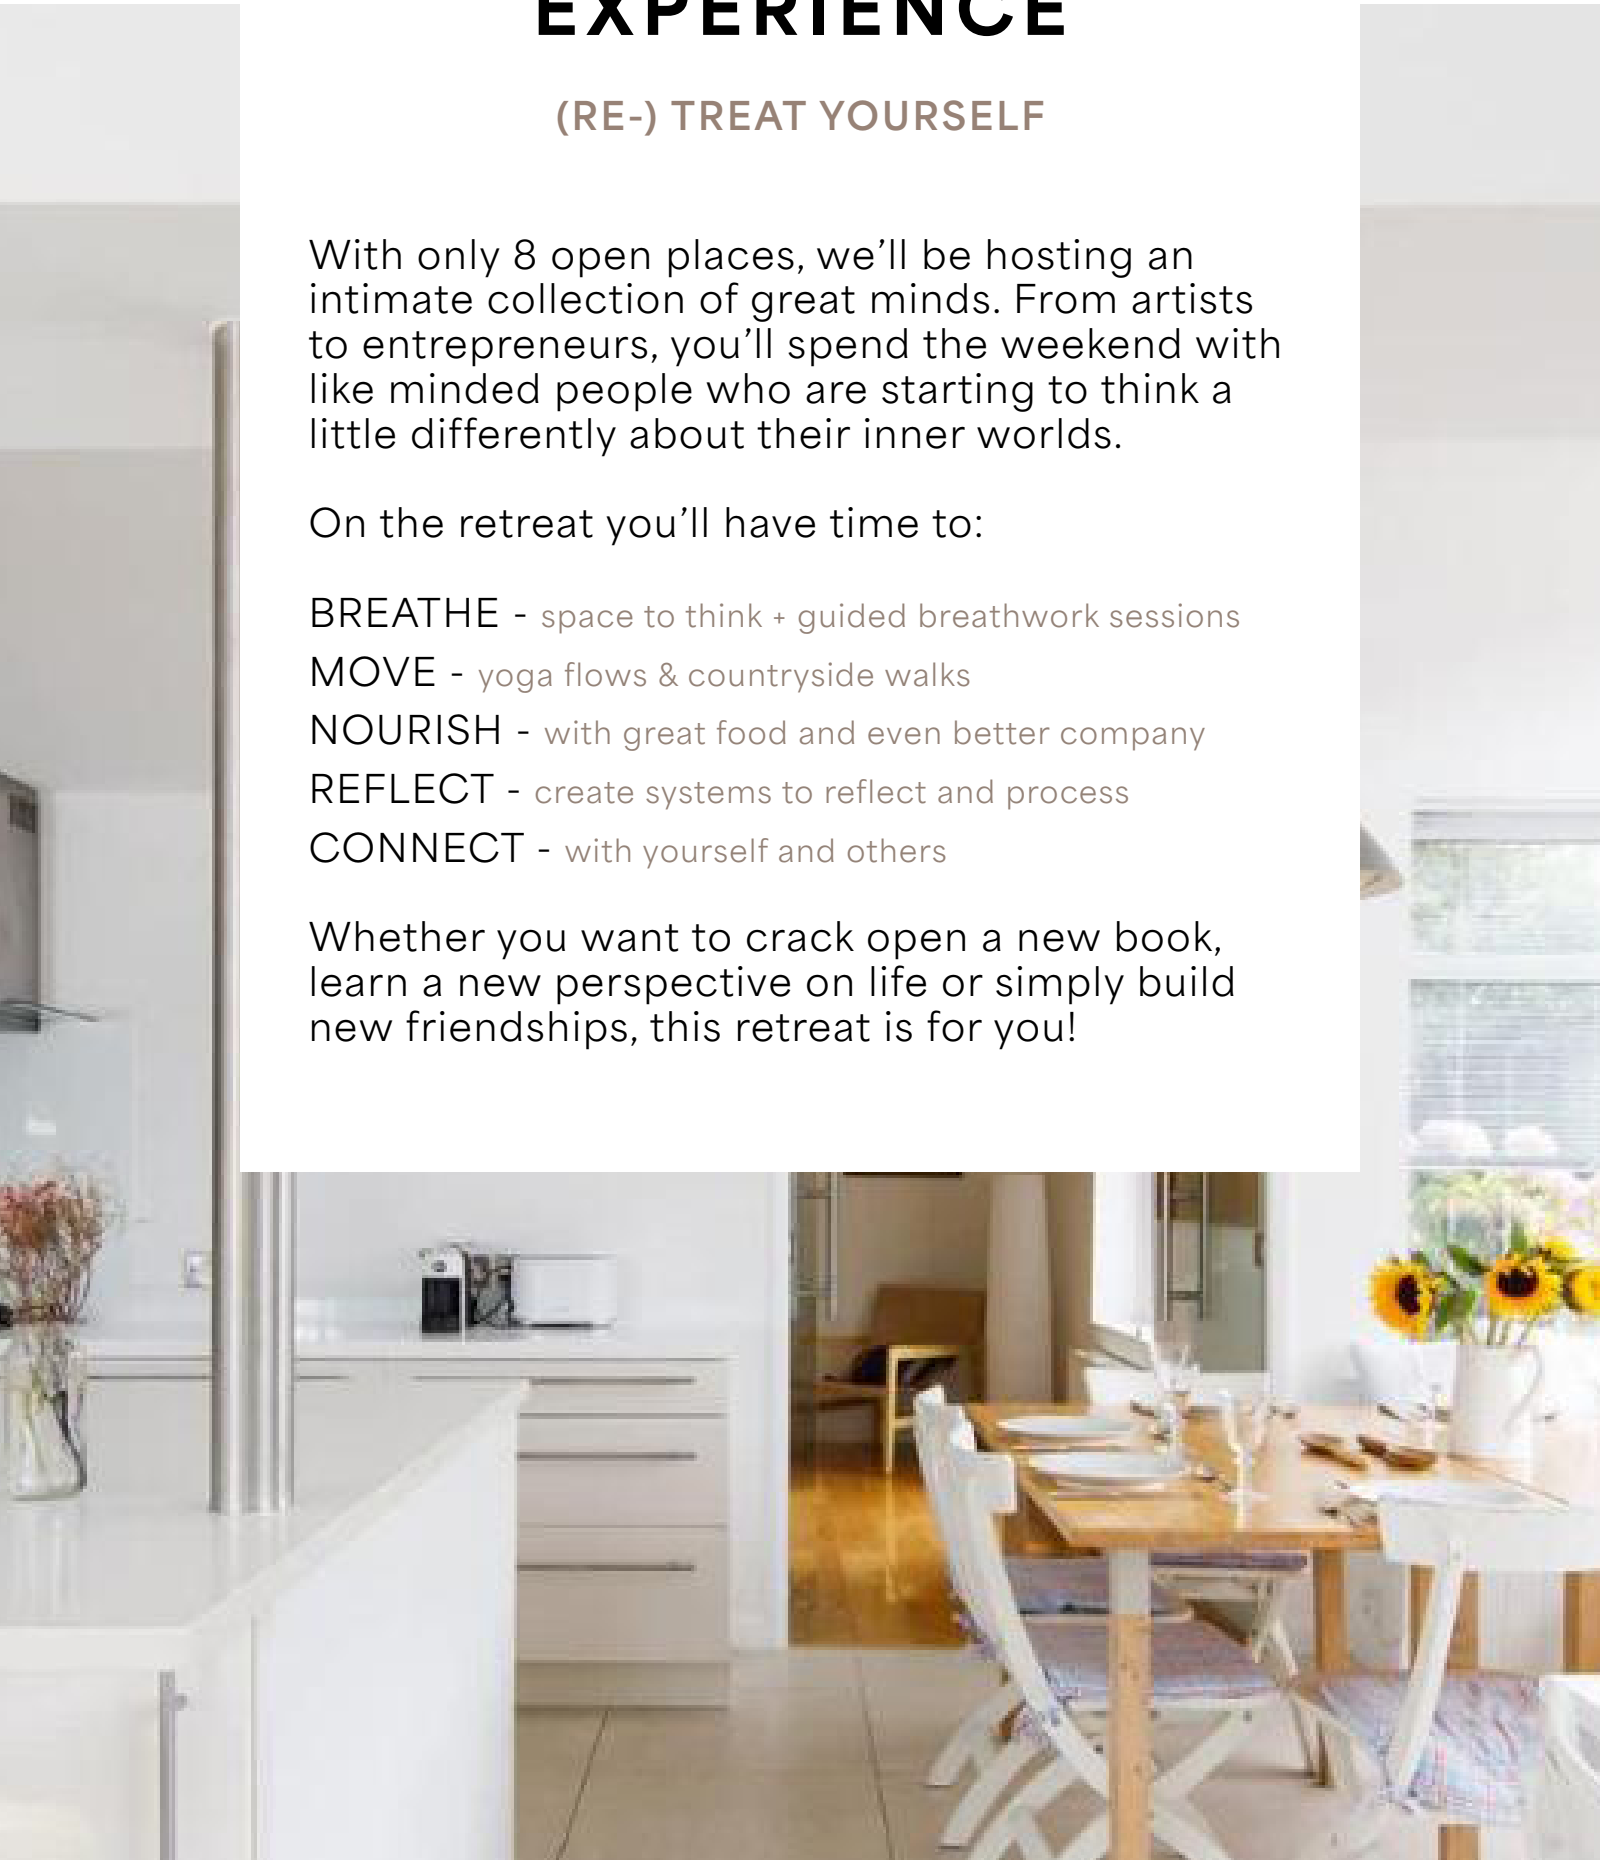 EXPERIENCE
(RE-) TREAT YOURSELF
With only 8 open places, we’ll be hosting an
intimate collection of great minds. From artists
to entrepreneurs, you’ll spend the weekend with
like minded people who are starting to think a
little differently about their inner worlds.
On the retreat you’ll have time to:
BREATHE - space to think + guided breathwork sessions
MOVE - yoga flows & countryside walks
NOURISH - with great food and even better company
REFLECT - create systems to reflect and process
CONNECT - with yourself and others
Whether you want to crack open a new book,
learn a new perspective on life or simply build
new friendships, this retreat is for you!